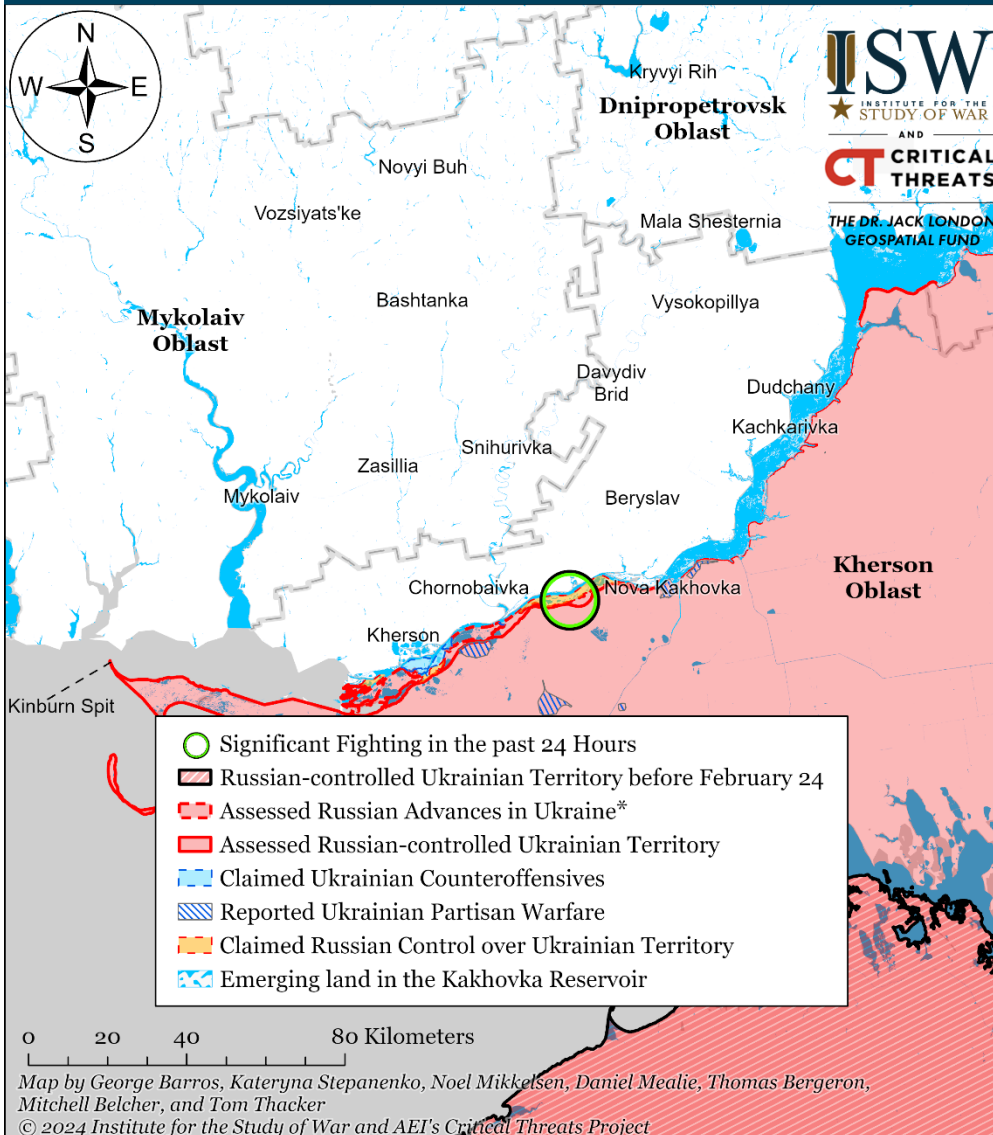 N
W
E
S
ISW
INSTITUTE FOR THE
STUDY OF WAR
AND
CT CRITICAL
THREATS
THE DR. JACK LONDON
GEOSPATIAL FUND
Kryvyi Rih
Dnipropetrovsk
Oblast
Novyi Buh
Vozsiyats'ke
Mala Shesternia
Bashtanka
Vysokopillya
Mykolaiv
Oblast
Davydiv
Brid
Dudchany
Kachkarivka
Snihurivka
Zasillia
Mykolaiv
Beryslav
Kherson
Oblast
Chornobaivka
Nova Kakhovka
Kherson
Kinburn Spit
Significant Fighting in the past 24 Hours
Russian-controlled Ukrainian Territory before February 24
Assessed Russian Advances in Ukraine*
Assessed Russian-controlled Ukrainian Territory
Claimed Ukrainian Counteroffensives
Reported Ukrainian Partisan Warfare
Claimed Russian Control over Ukrainian Territory
Emerging land in the Kakhovka Reservoir
0 20 40 80 Kilometers
Map by George Barros, Kateryna Stepanenko, Noel Mikkelsen, Daniel Mealie, Thomas Bergeron,
Mitchell Belcher, and Tom Thacker
© 2024 Institute for the Study of War and AEI's Critical Threats Project